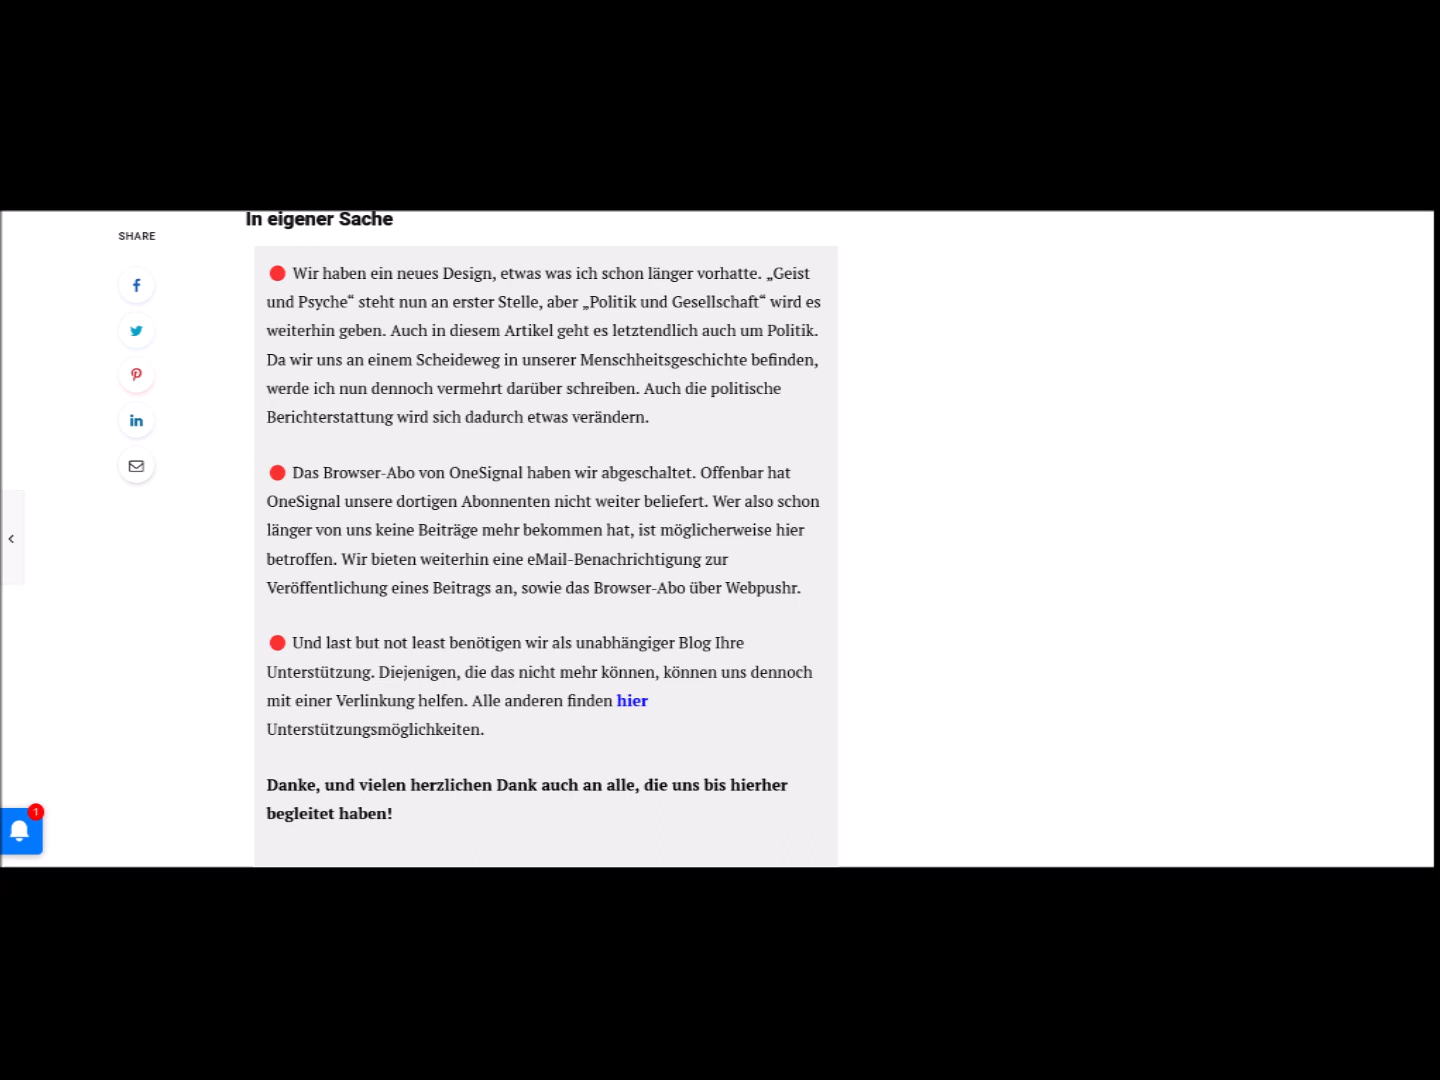 In eigener Sache
SHARE
Wir haben ein neues Design, etwas was ich schon länger vorhatte. „Geist
und Psyche“ steht nun an erster Stelle, aber „Politik und Gesellschaft“ wird es
weiterhin geben. Auch in diesem Artikel geht es letztendlich auch um Politik.
Da wir uns an einem Scheideweg in unserer Menschheitsgeschichte befinden,
werde ich nun dennoch vermehrt darüber schreiben. Auch die politische
Berichterstattung wird sich dadurch etwas verändern.
Das Browser-Abo von OneSignal haben wir abgeschaltet. Offenbar hat
OneSignal unsere dortigen Abonnenten nicht weiter beliefert. Wer also schon
länger von uns keine Beiträge mehr bekommen hat, ist möglicherweise hier
betroffen. Wir bieten weiterhin eine eMail-Benachrichtigung zur
Veröffentlichung eines Beitrags an, sowie das Browser-Abo über Webpushr.
Und last but not least benötigen wir als unabhängiger Blog Ihre
Unterstützung. Diejenigen, die das nicht mehr können, können uns dennoch
mit einer Verlinkung helfen. Alle anderen finden hier
Unterstützungsmöglichkeiten.
Danke, und vielen herzlichen Dank auch an alle, die uns bis hierher
begleitet haben!
1